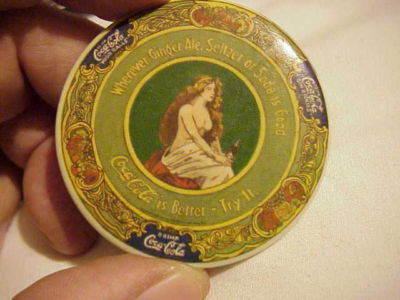 Wherever Ginger Ale, Seltzer or Soda is Good
Coca-Cola is Better - Try It.
Coca-Cola
Coca-Cola
DRINK
Coca-Cola